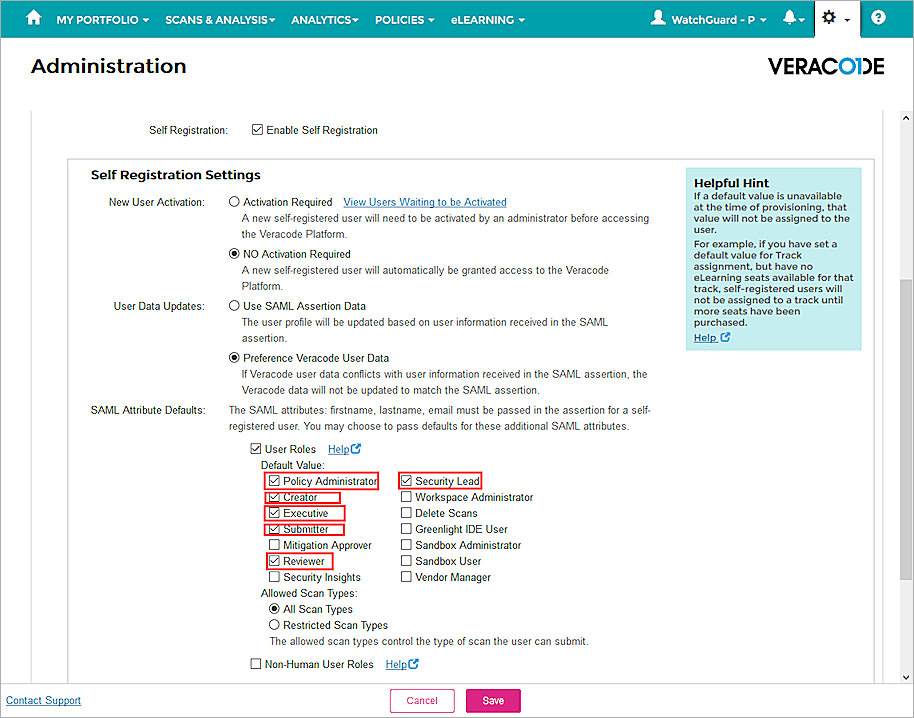 MY PORTFOLIO SCANS & ANALYSIS ANALYTICS POLICIES eLEARNING WatchGuard - P
Administration
VERACODE
Self Registration: Enable Self Registration
Self Registration Settings
New User Activation: Activation Required View Users Waiting to be Activated
A new self-registered user will need to be activated by an administrator before accessing
the Veracode Platform.
NO Activation Required
A new self-registered user will automatically be granted access to the Veracode
Platform.
User Data Updates: Use SAML Assertion Data
The user profile will be updated based on user information received in the SAML
assertion.
Preference Veracode User Data
If Veracode user data conflicts with user information received in the SAML assertion, the
Veracode data will not be updated to match the SAML assertion.
SAML Attribute Defaults: The SAML attributes: firstname, lastname, email must be passed in the assertion for a self-
registered user. You may choose to pass defaults for these additional SAML attributes.
User Roles Help
Default Value:
Policy Administrator Security Lead
Creator Workspace Administrator
Executive Delete Scans
Submitter Greenlight IDE User
Mitigation Approver Sandbox Administrator
Reviewer Sandbox User
Security Insights Vendor Manager
Allowed Scan Types:
All Scan Types
Restricted Scan Types
The allowed scan types control the type of scan the user can submit.
Non-Human User Roles Help
Helpful Hint
If a default value is unavailable
at the time of provisioning, that
value will not be assigned to the
user.
For example, if you have set a
default value for Track
assignment, but have no
eLearning seats available for that
track, self-registered users will
not be assigned to a track until
more seats have been
purchased.
Help
Contact Support Cancel Save